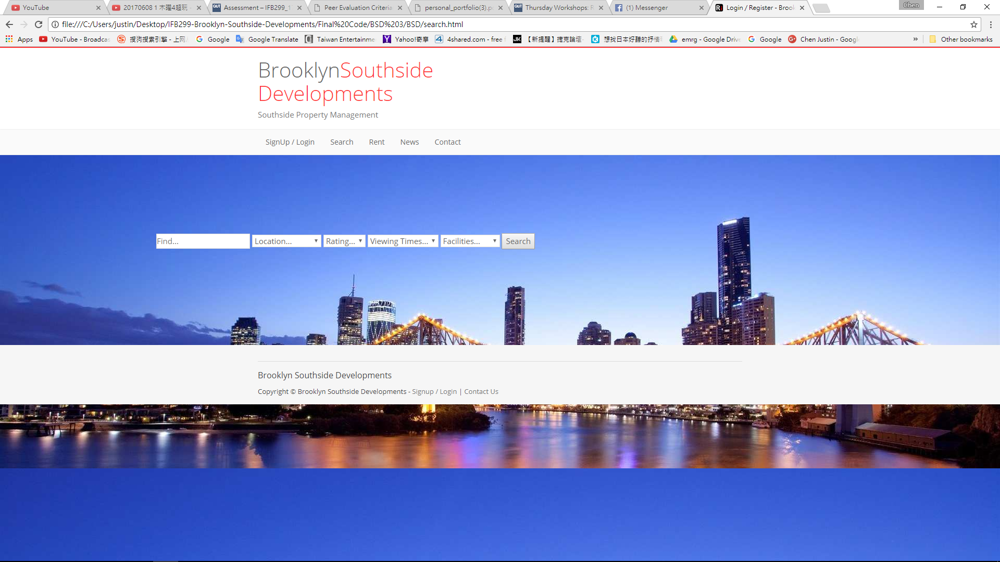 YouTube
20170608 1 木曜4超玩 -
Assessment – IFB299_1
Peer Evaluation Criteria
personal_portfolio(3).p
Thursday Workshops: R
(1) Messenger
Login / Register - Brook
Chen
file:///C:/Users/justin/Desktop/IFB299-Brooklyn-Southside-Developments/Final%20Code/BSD%203/BSD/search.html
Apps
YouTube - Broadcas
搜狗搜索引擎 - 上网
Google
Google Translate
Taiwan Entertainme
Yahoo!奇摩
4shared.com - free f
【新提醒】捷克論壇-
想找日本好聽的抒情
emrg - Google Drive
Google
Chen Justin - Googl
»
Other bookmarks
BrooklynSouthside
Developments
Southside Property Management
SignUp / Login
Search
Rent
News
Contact
Find...
Location...
Rating...
Viewing Times...
Facilities...
Search
Brooklyn Southside Developments
Copyright © Brooklyn Southside Developments - Signup / Login | Contact Us